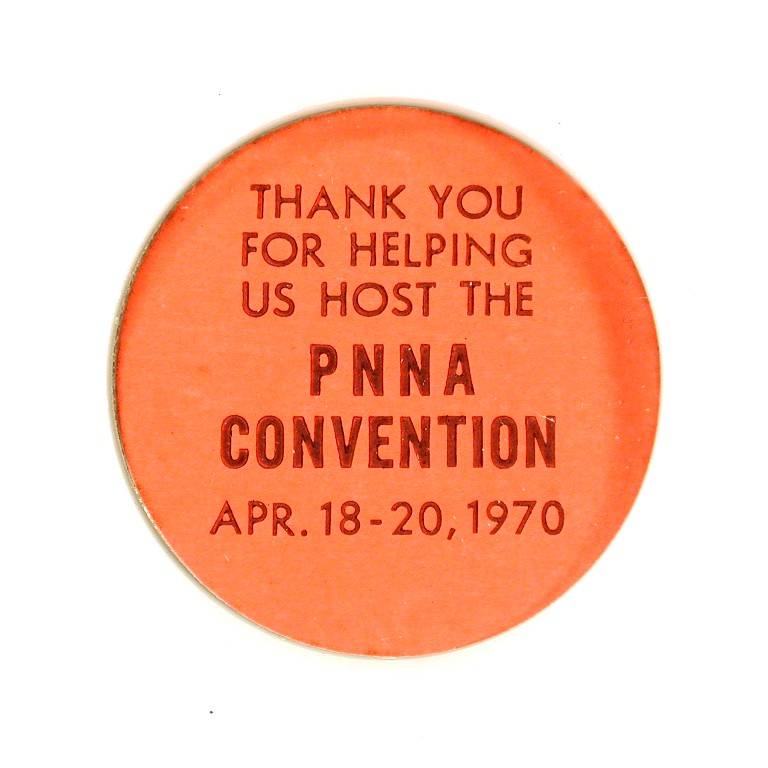 THANK YOU
FOR HELPING
US HOST THE
PNNA
CONVENTION
APR. 18-20, 1970